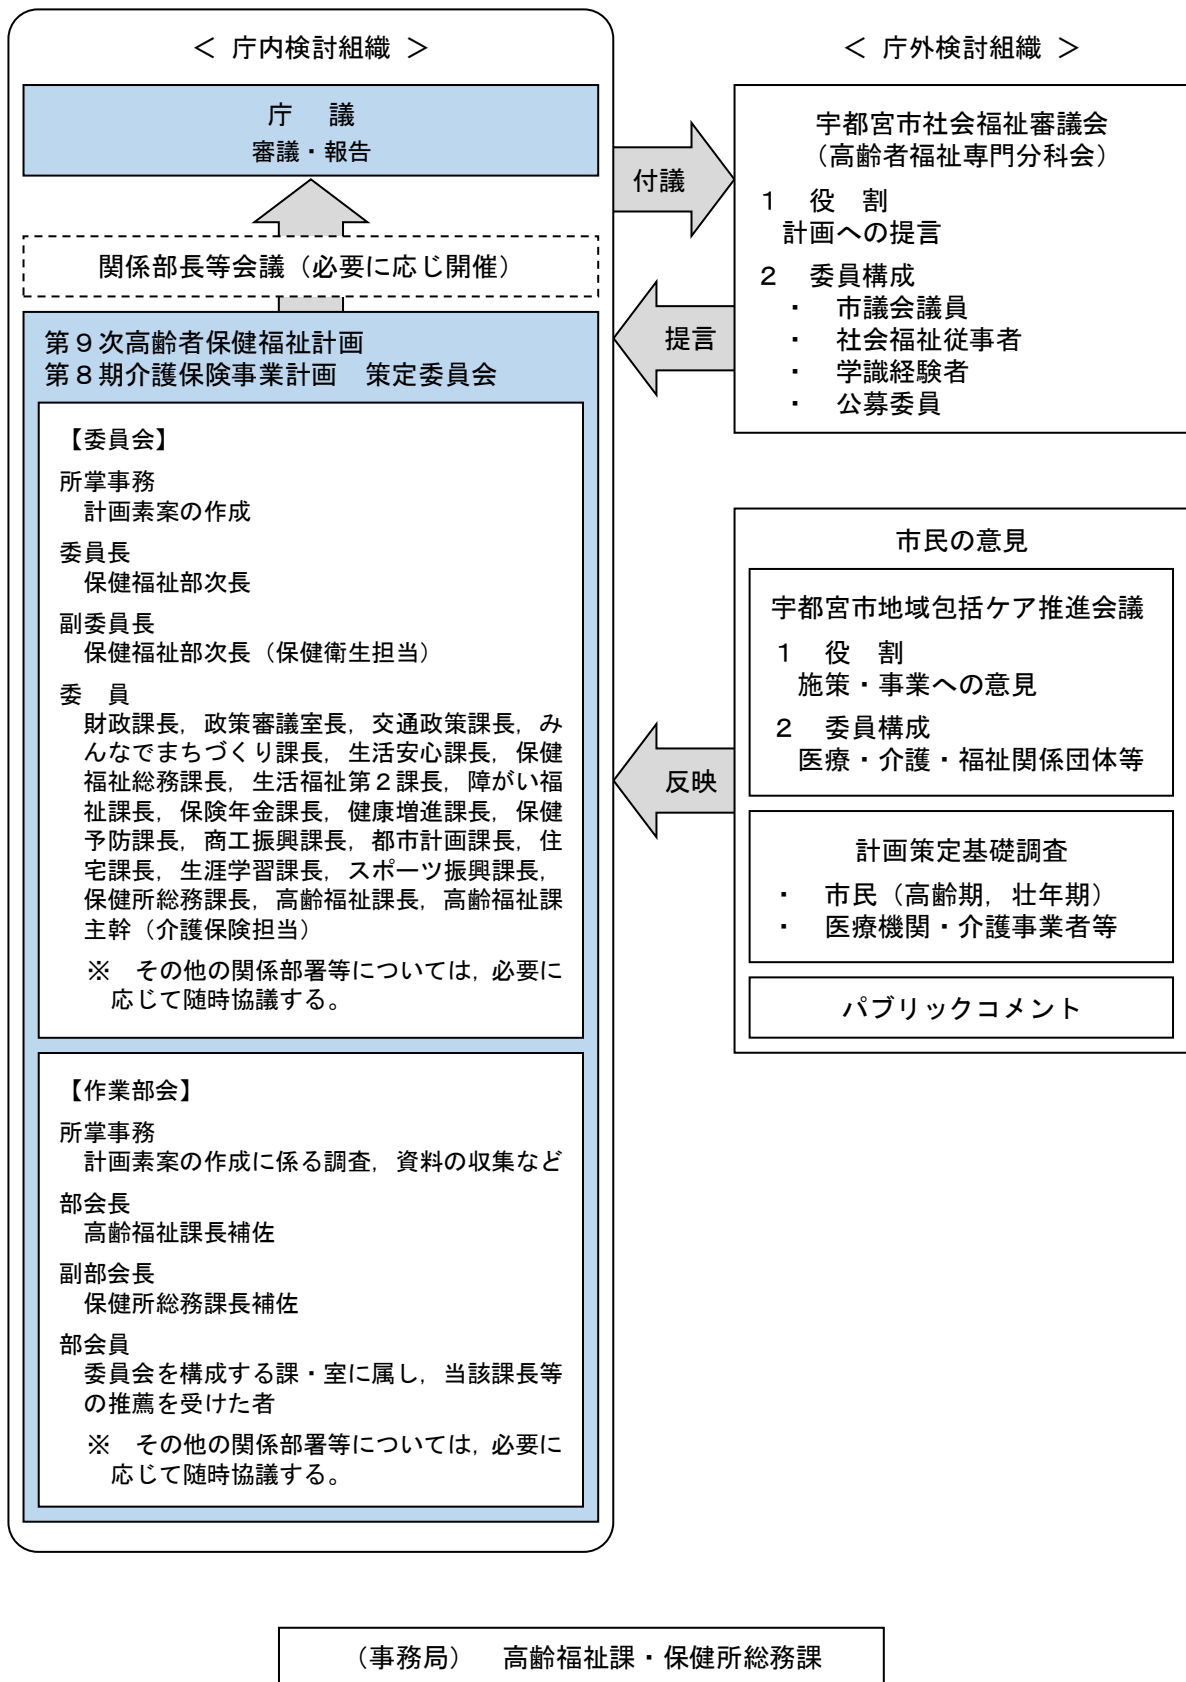 ＜ 庁内検討組織 ＞
庁　議
審議・報告
関係部長等会議（必要に応じ開催）
第９次高齢者保健福祉計画
第８期介護保険事業計画　策定委員会
【委員会】
所掌事務
計画素案の作成
委員長
保健福祉部次長
副委員長
保健福祉部次長（保健衛生担当）
委　員
財政課長，政策審議室長，交通政策課長，み
んなでまちづくり課長，生活安心課長，保健
福祉総務課長，生活福祉第２課長，障がい福
祉課長，保険年金課長，健康増進課長，保健
予防課長，商工振興課長，都市計画課長，住
宅課長，生涯学習課長，スポーツ振興課長，
保健所総務課長，高齢福祉課長，高齢福祉課
主幹（介護保険担当）
※　その他の関係部署等については，必要に
応じて随時協議する。
【作業部会】
所掌事務
計画素案の作成に係る調査，資料の収集など
部会長
高齢福祉課長補佐
副部会長
保健所総務課長補佐
部会員
委員会を構成する課・室に属し，当該課長等
の推薦を受けた者
※　その他の関係部署等については，必要に
応じて随時協議する。
付議
提言
反映
＜ 庁外検討組織 ＞
宇都宮市社会福祉審議会
（高齢者福祉専門分科会）
１　役　割
計画への提言
２　委員構成
・　市議会議員
・　社会福祉従事者
・　学識経験者
・　公募委員
市民の意見
宇都宮市地域包括ケア推進会議
１　役　割
施策・事業への意見
２　委員構成
医療・介護・福祉関係団体等
計画策定基礎調査
・　市民（高齢期，壮年期）
・　医療機関・介護事業者等
パブリックコメント
（事務局）　高齢福祉課・保健所総務課